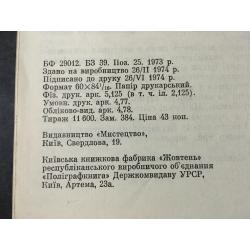 БФ 29012. БЗ 39. Поз. 25. 1973 р.
Здано на виробництво 26/II 1974 р.
Підписано до друку 26/VI 1974 р.
Формат 60×84¹/₁₆. Папір друкарський.
Фіз. друк. арк. 5,125 (в т. ч. іл. 2,125).
Умовн. друк. арк. 4,77.
Обліково-вид. арк. 4,78.
Тираж 11 600. Зам. 384. Ціна 43 коп.
Видавництво «Мистецтво»,
Київ, Свердлова, 19.
Київська книжкова фабрика «Жовтень»
республіканського виробничого об'єднання
«Поліграфкнига» Держкомвидаву УРСР,
Київ, Артема, 23а.